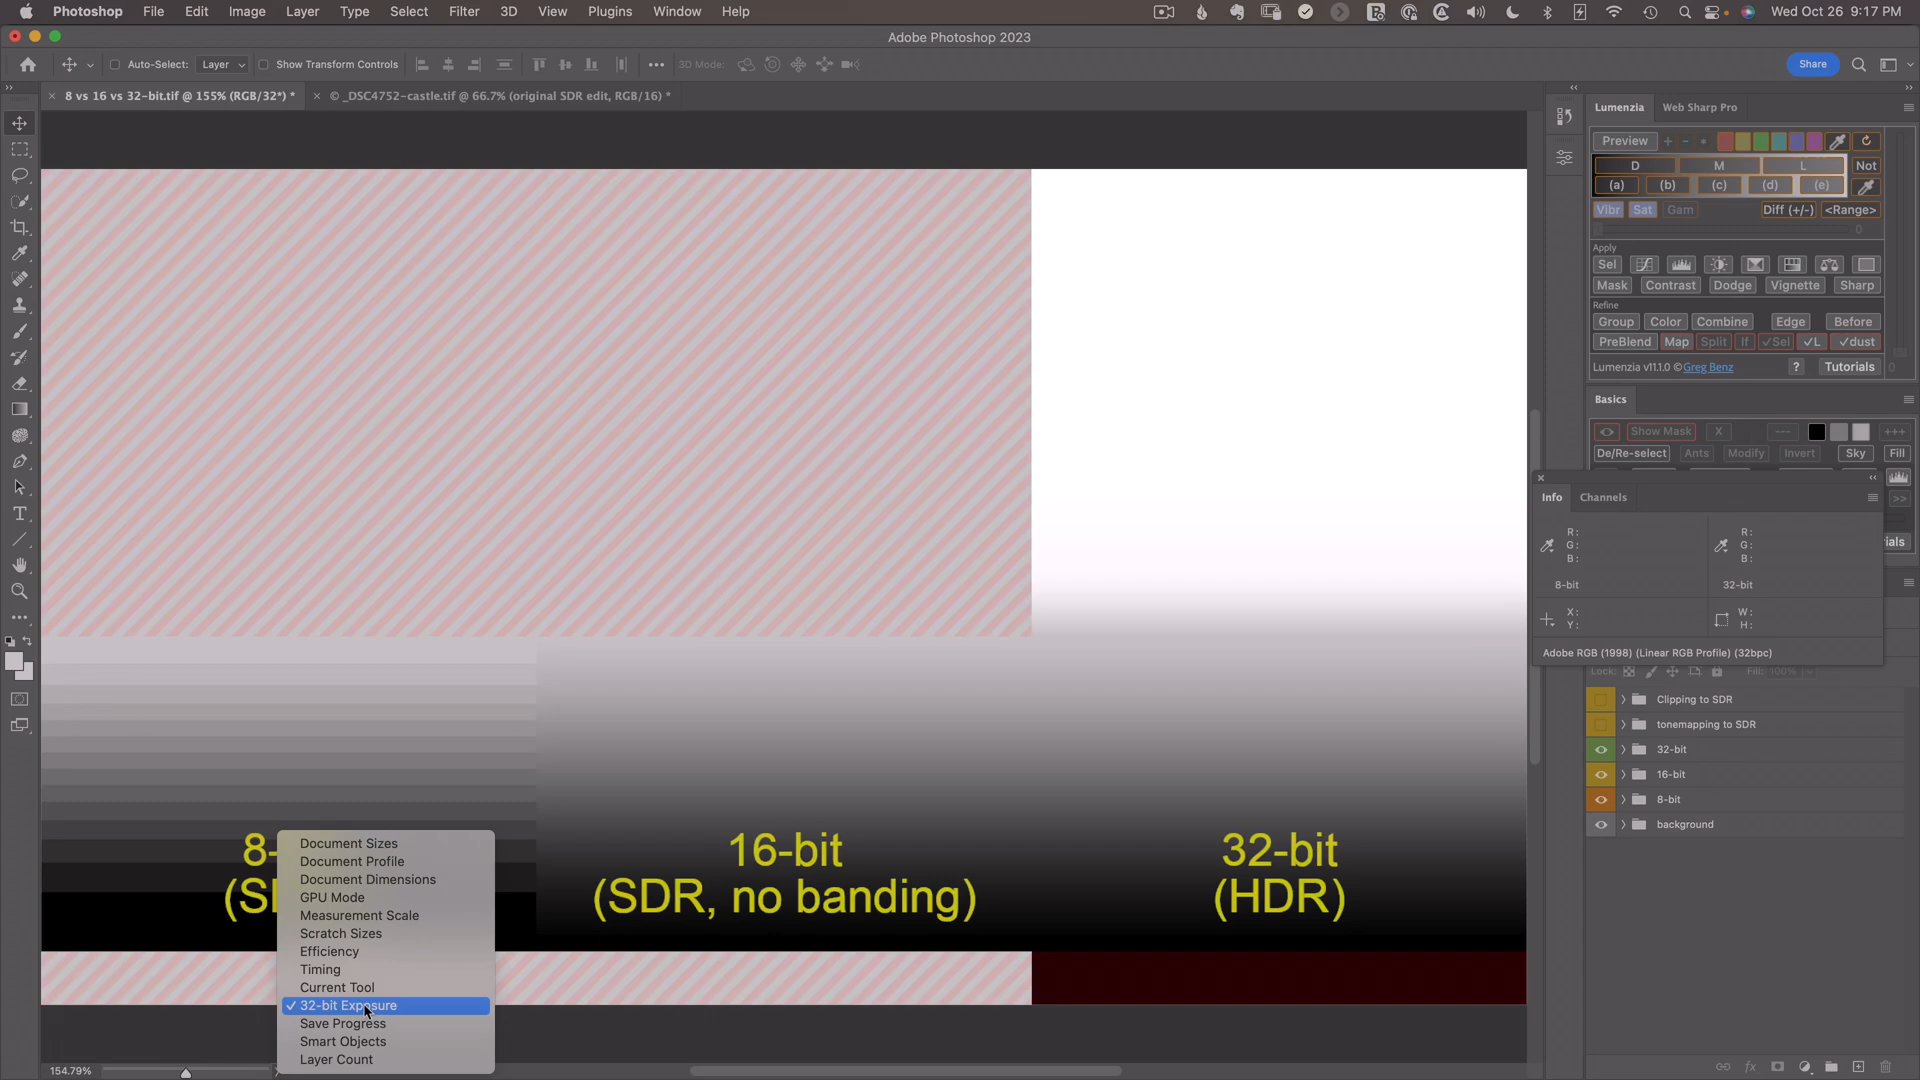 Photoshop File Edit Image Layer Type Select Filter 3D View Plugins Window Help Wed Oct 26 9:17 PM
Adobe Photoshop 2023
Auto-Select: Layer Show Transform Controls 3D Mode: Share
8 vs 16 vs 32-bit.tif @ 155% (RGB/32*) * © _DSC4752-castle.tif @ 66.7% (original SDR edit, RGB/16) *
Lumenzia Web Sharp Pro
Preview
D M L Not
(a) (b) (c) (d) (e)
Vibr Sat Gam Diff (+/-) <Range>
0
Apply
Sel
Mask Contrast Dodge Vignette Sharp
Refine
Group Color Combine Edge Before
PreBlend Map Split If ✓Sel ✓L ✓dust
Lumenzia v11.1.0 © Greg Benz ? Tutorials 0
Basics
Show Mask X --- +++
De/Re-select Ants Modify Invert Sky Fill
>>
Info Channels
R: R:
G: G:
B: B:
ials
8-bit 32-bit
X: W:
Y: H:
Adobe RGB (1998) (Linear RGB Profile) (32bpc)
Lock: Fill: 100%
Clipping to SDR
tonemapping to SDR
32-bit
16-bit
8-bit
background
8-
(S
16-bit
(SDR, no banding)
32-bit
(HDR)
Document Sizes
Document Profile
Document Dimensions
GPU Mode
Measurement Scale
Scratch Sizes
Efficiency
Timing
Current Tool
✓ 32-bit Exposure
Save Progress
Smart Objects
Layer Count
154.79%